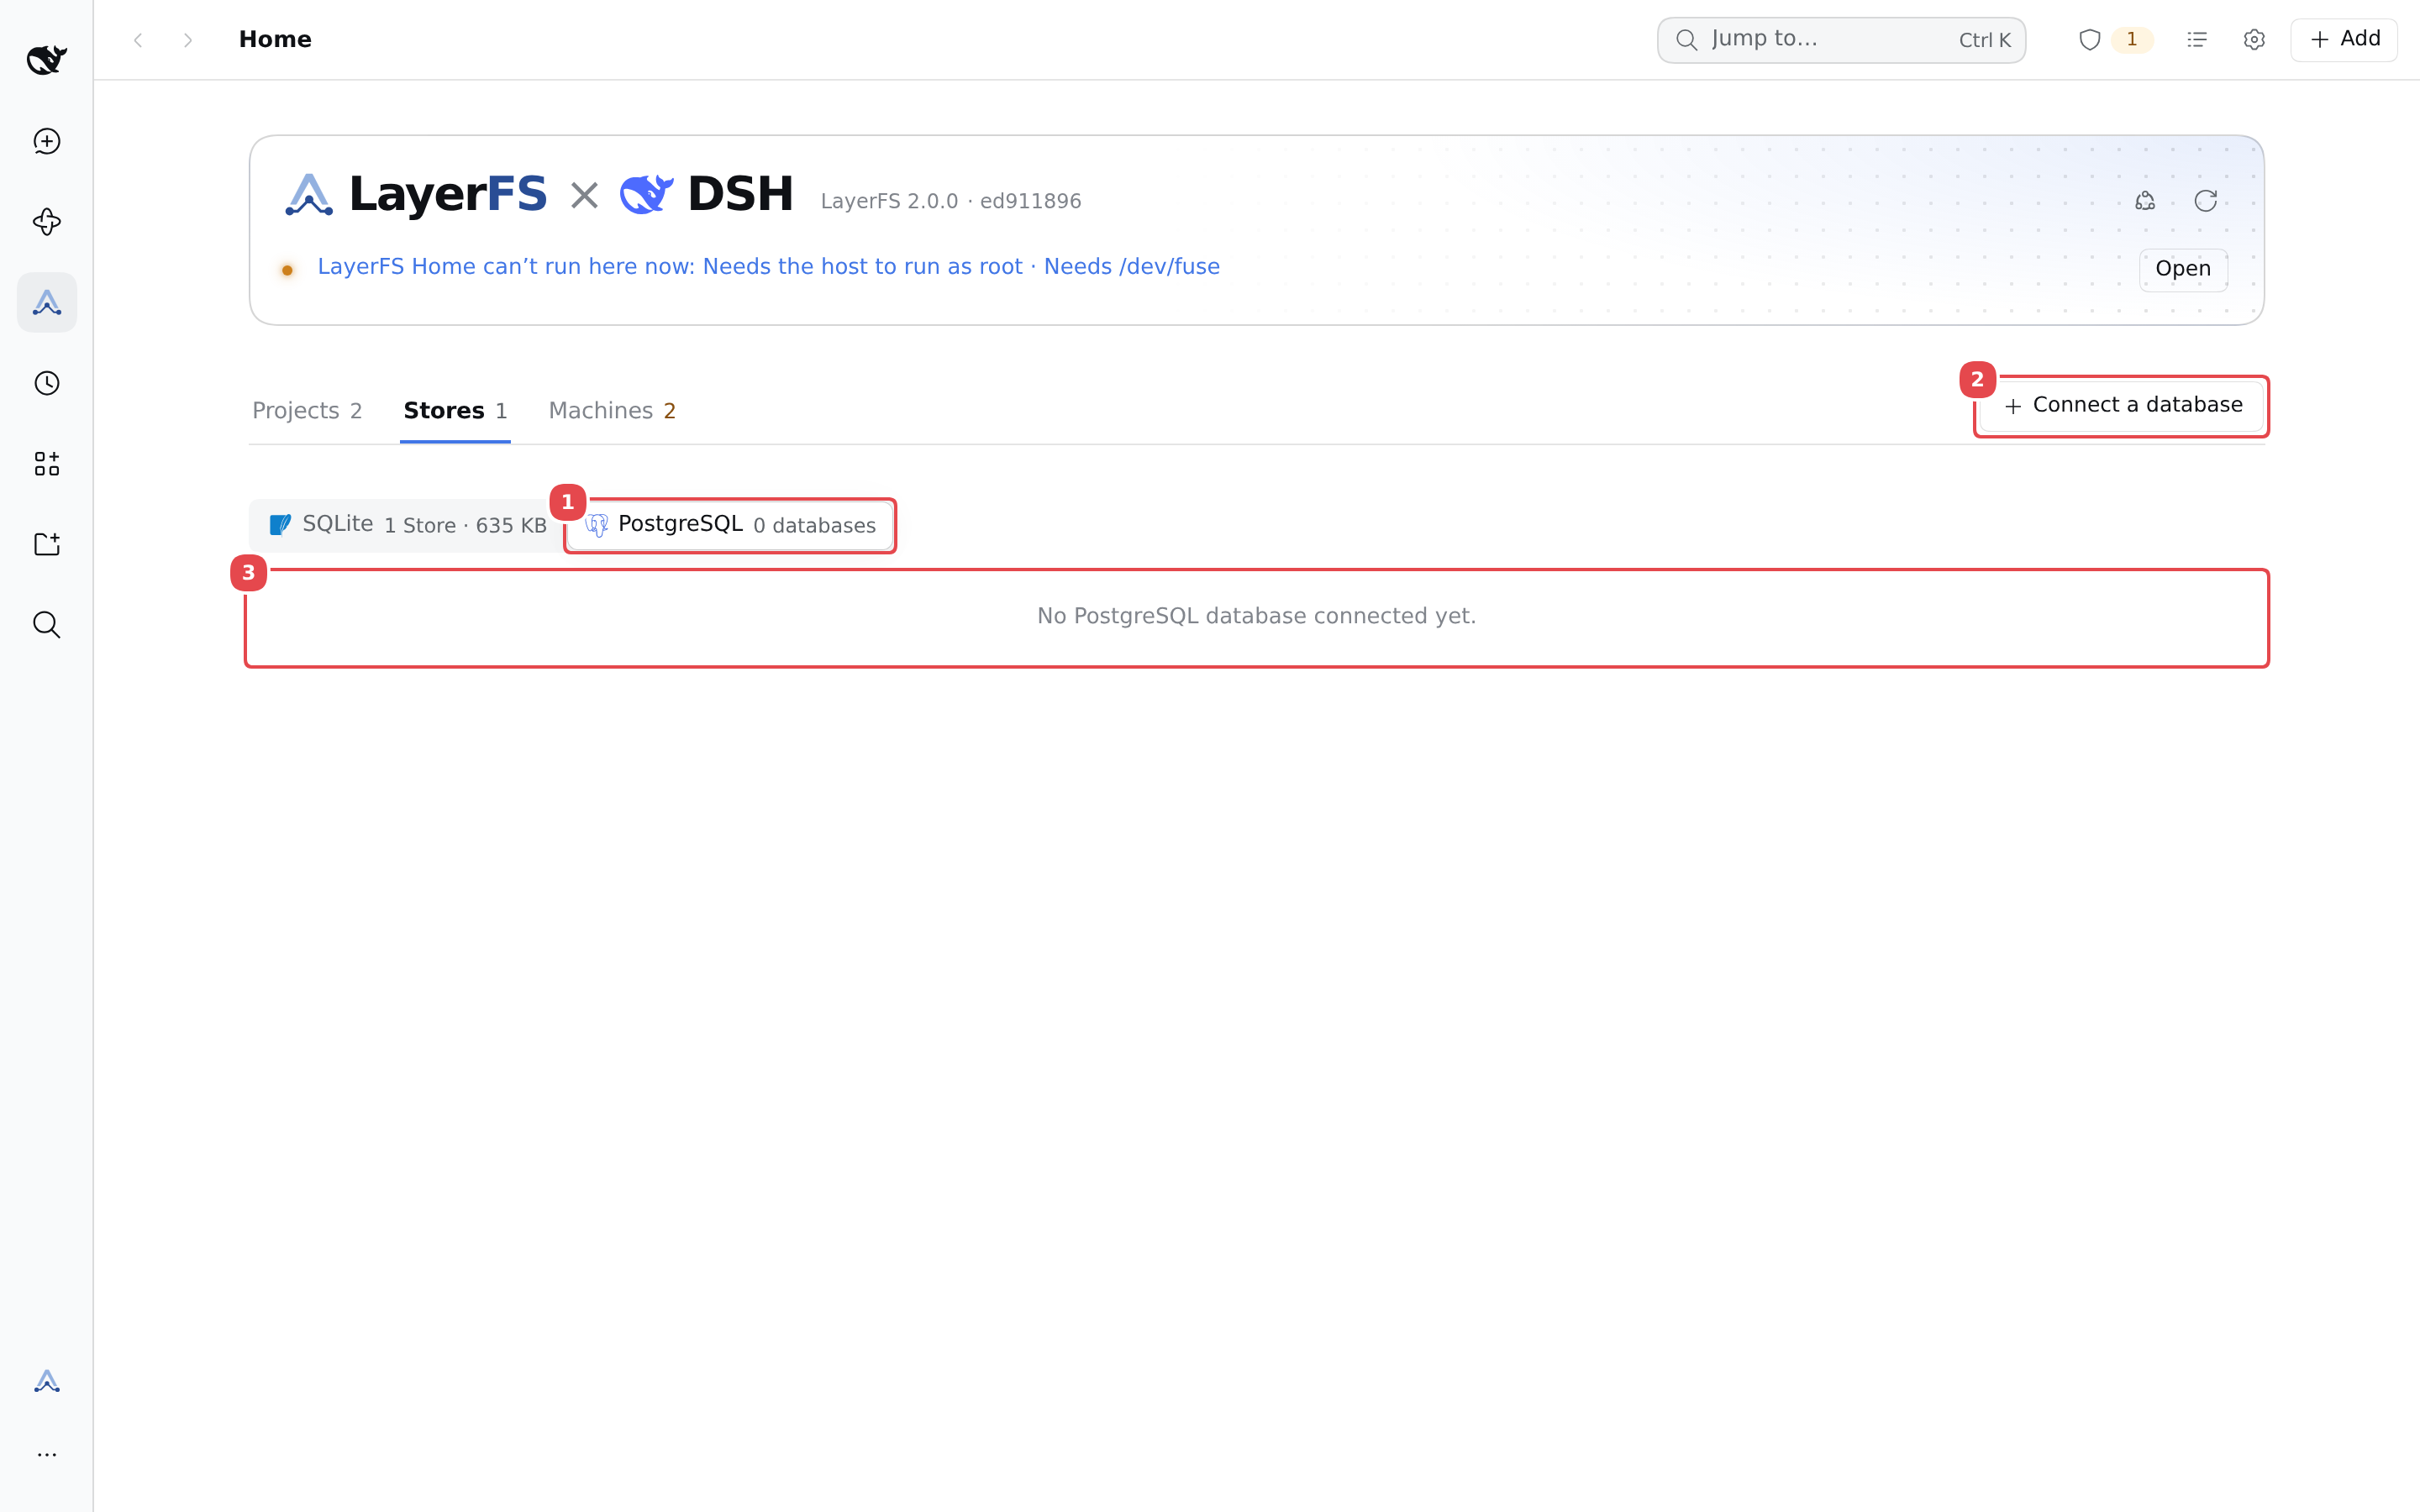 Home
Jump to...
Ctrl K
1
Add
LayerFS × DSH LayerFS 2.0.0 · ed911896
LayerFS Home can’t run here now: Needs the host to run as root · Needs /dev/fuse
Open
Projects 2
Stores 1
Machines 2
2
+ Connect a database
SQLite 1 Store · 635 KB
1
PostgreSQL 0 databases
3
No PostgreSQL database connected yet.